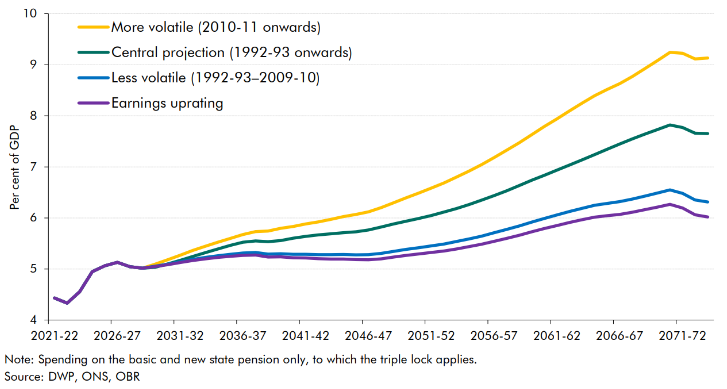 10
9
8
7
6
5
4
Per cent of GDP
More volatile (2010-11 onwards)
Central projection (1992-93 onwards)
Less volatile (1992-93–2009-10)
Earnings uprating
2021-22 2026-27 2031-32 2036-37 2041-42 2046-47 2051-52 2056-57 2061-62 2066-67 2071-72
Note: Spending on the basic and new state pension only, to which the triple lock applies.
Source: DWP, ONS, OBR